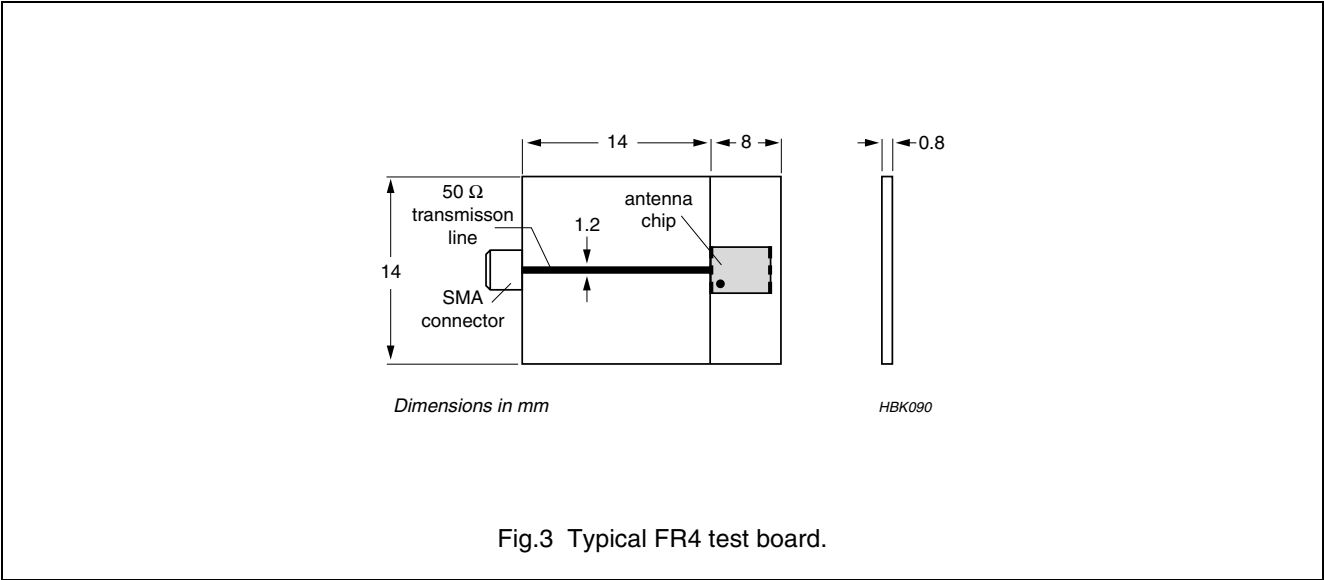 14
8
0.8
50 Ω
transmisson
line
1.2
antenna
chip
14
SMA
connector
Dimensions in mm
HBK090
Fig.3 Typical FR4 test board.